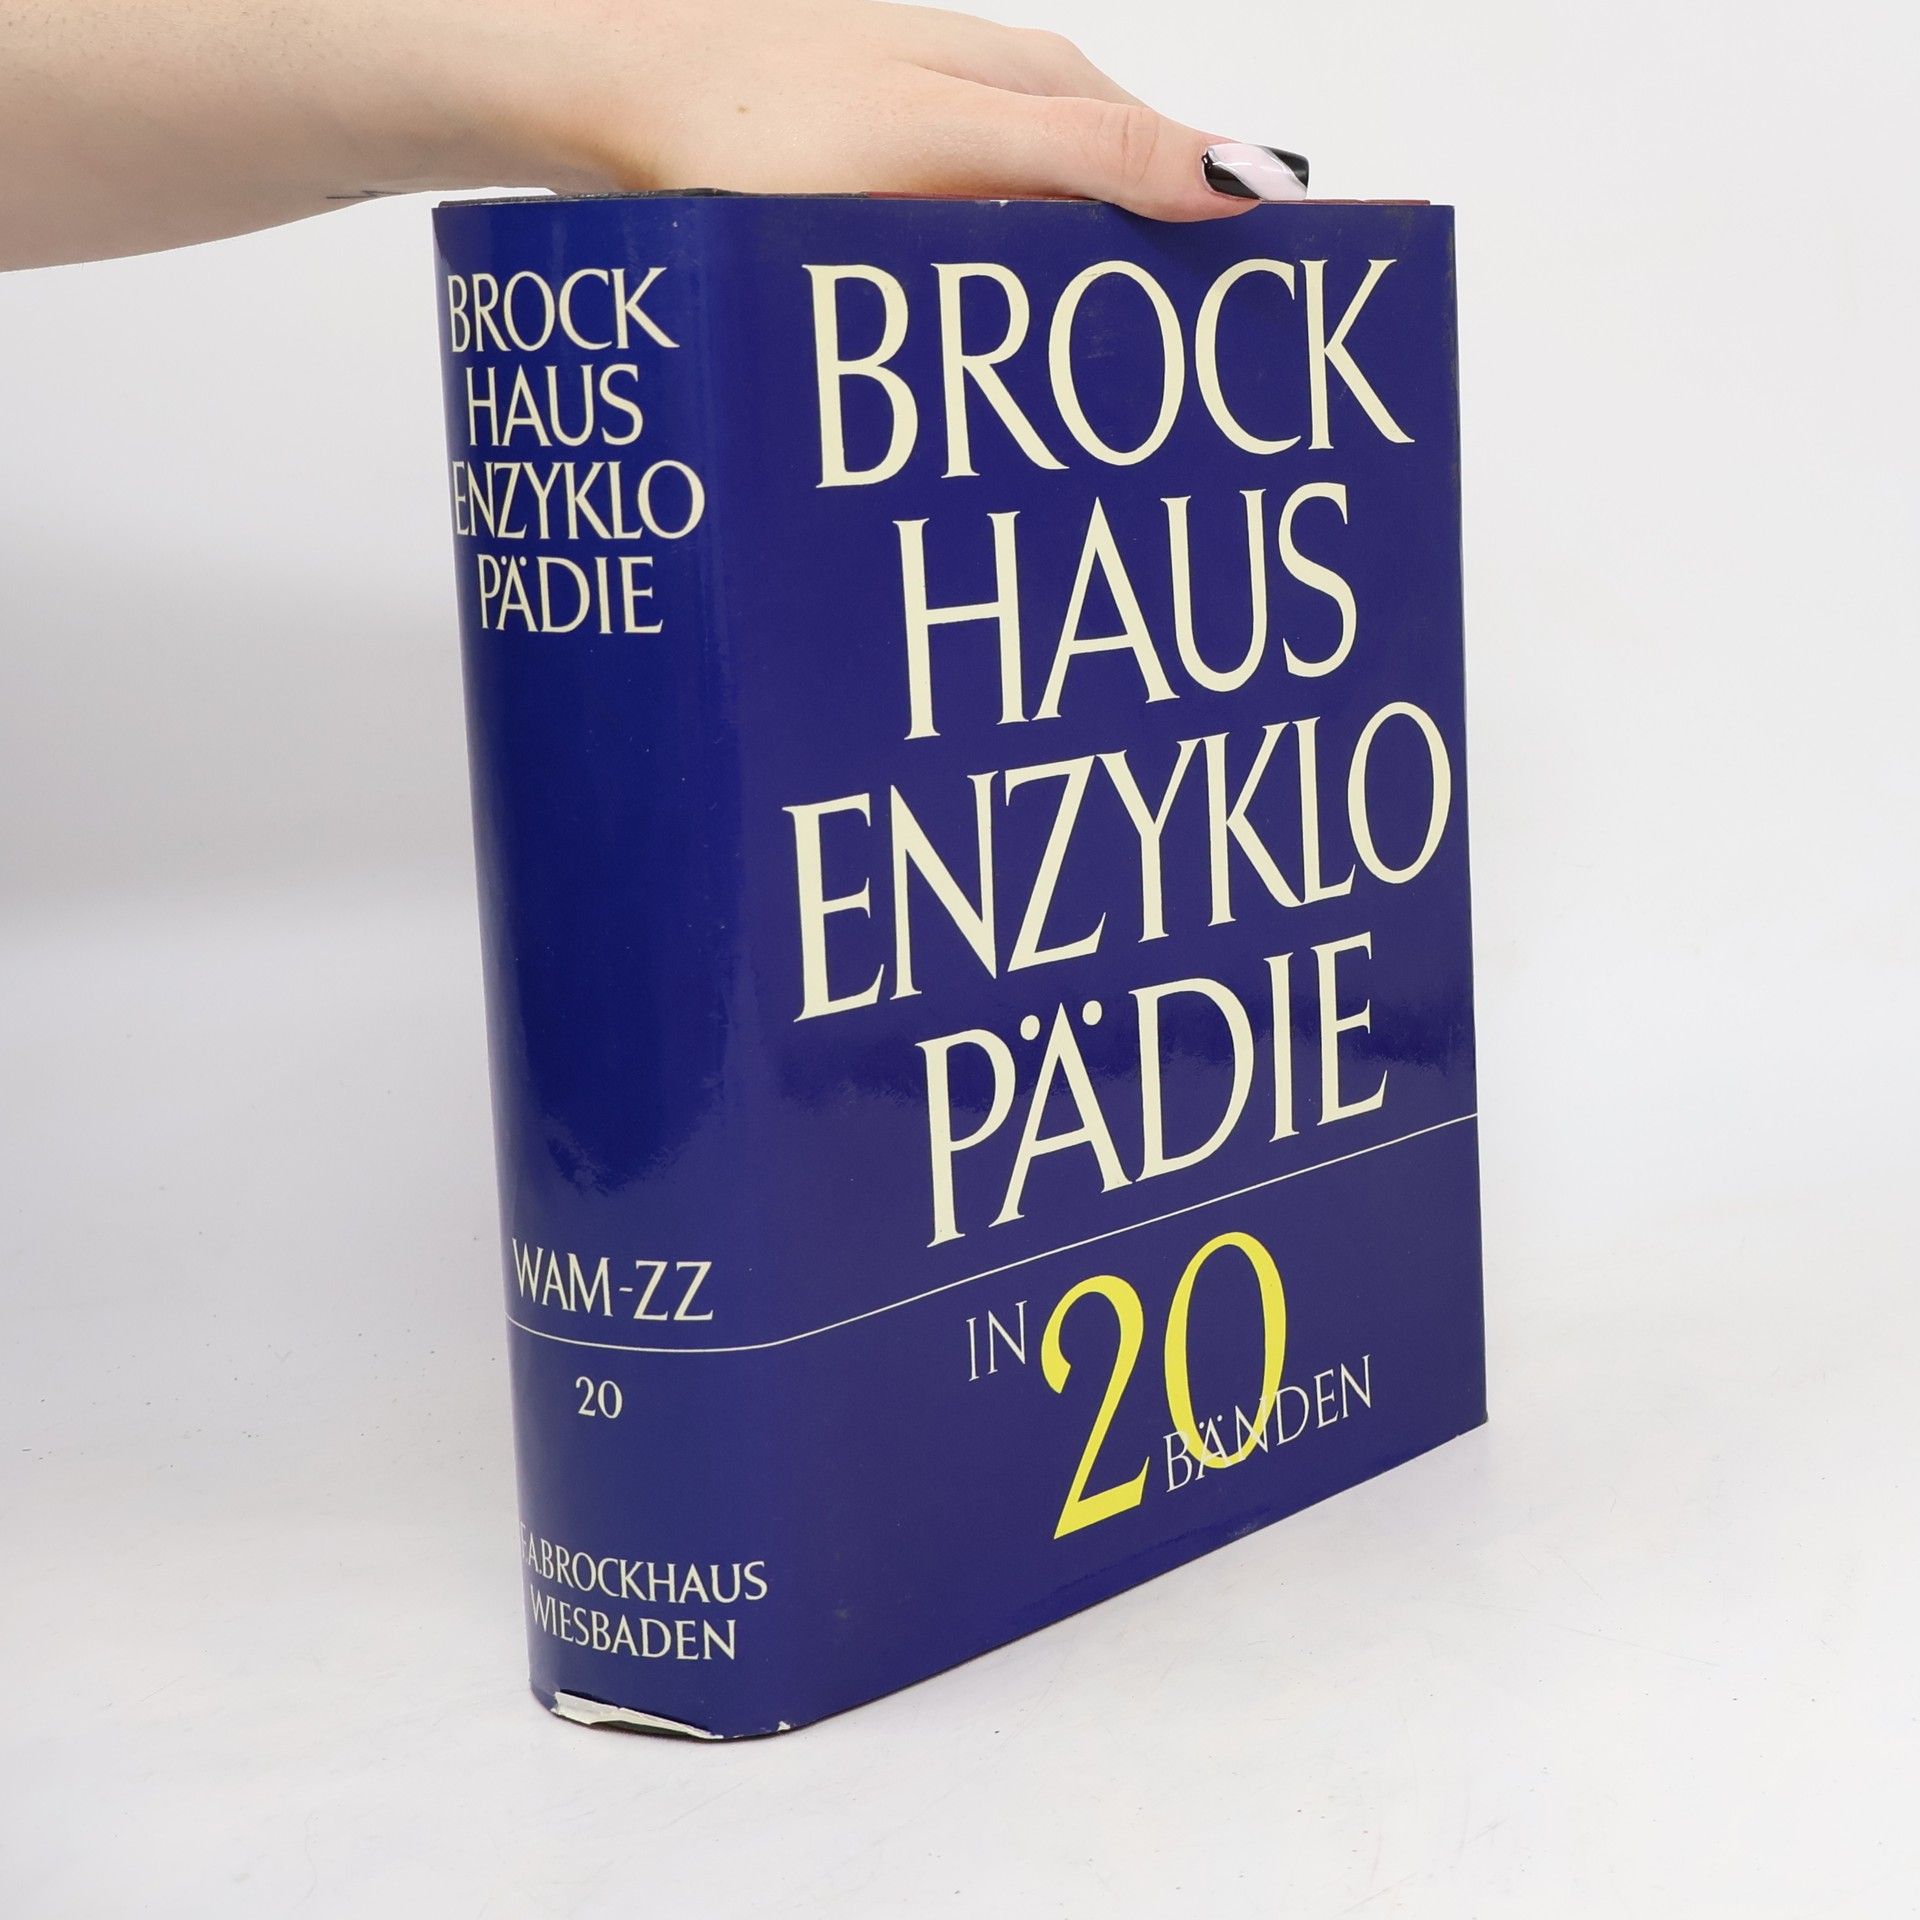 BROCK
HAUS
ENZYKLO
PÄDIE
WAM-ZZ
20
F.A.BROCKHAUS
WIESBADEN
BROCK
HAUS
ENZYKLO
PÄDIE
IN 20
BÄNDEN